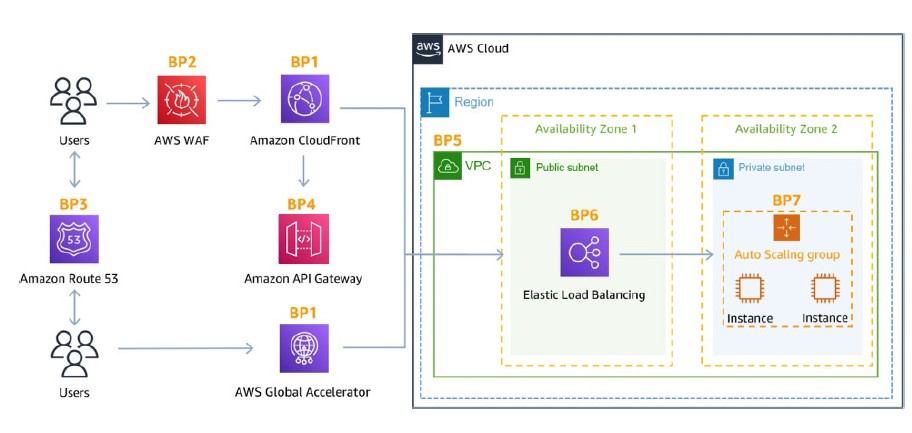 aws
AWS Cloud
BP2
BP1
Region
Users
AWS WAF
Amazon CloudFront
Availability Zone 1
Availability Zone 2
BP5
VPC
Public subnet
Private subnet
BP3
BP4
BP6
BP7
53
Amazon Route 53
Amazon API Gateway
Elastic Load Balancing
Auto Scaling group
Instance
Instance
BP1
Users
AWS Global Accelerator